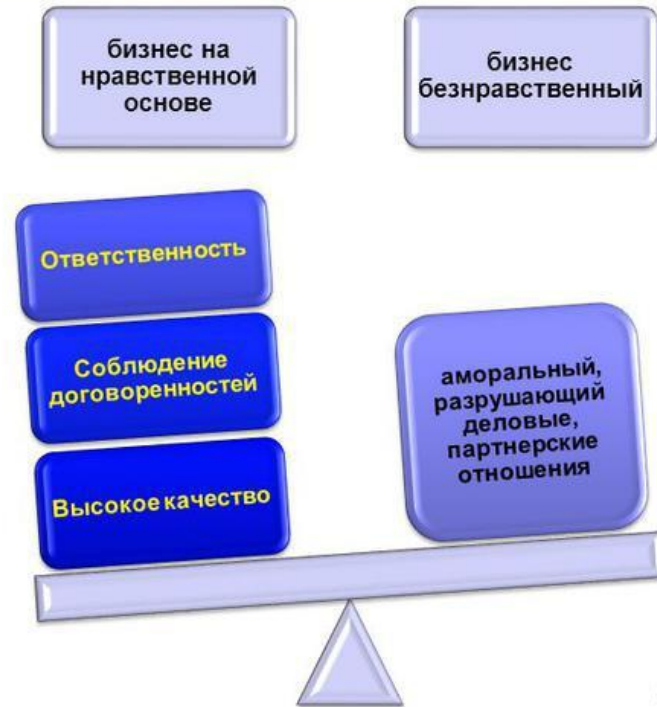 бизнес на
нравственной
основе
бизнес
безнравственный
Ответственность
Соблюдение
договоренностей
Высокое качество
аморальный,
разрушающий
деловые,
партнерские
отношения